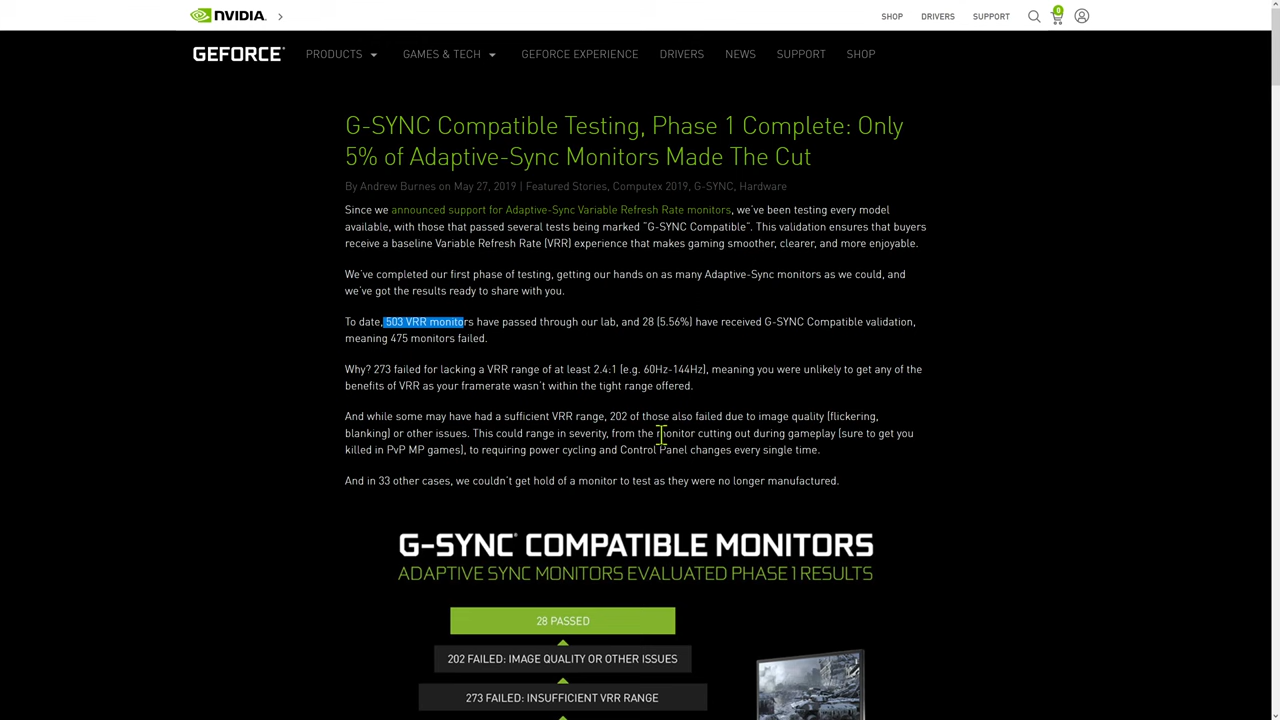 NVIDIA.
SHOP DRIVERS SUPPORT 0
GEFORCE PRODUCTS GAMES & TECH GEFORCE EXPERIENCE DRIVERS NEWS SUPPORT SHOP
G-SYNC Compatible Testing, Phase 1 Complete: Only
5% of Adaptive-Sync Monitors Made The Cut
By Andrew Burnes on May 27, 2019 | Featured Stories, Computex 2019, G-SYNC, Hardware
Since we announced support for Adaptive-Sync Variable Refresh Rate monitors, we've been testing every model
available, with those that passed several tests being marked "G-SYNC Compatible". This validation ensures that buyers
receive a baseline Variable Refresh Rate (VRR) experience that makes gaming smoother, clearer, and more enjoyable.
We've completed our first phase of testing, getting our hands on as many Adaptive-Sync monitors as we could, and
we've got the results ready to share with you.
To date, 503 VRR monitors have passed through our lab, and 28 (5.56%) have received G-SYNC Compatible validation,
meaning 475 monitors failed.
Why? 273 failed for lacking a VRR range of at least 2.4:1 (e.g. 60Hz-144Hz), meaning you were unlikely to get any of the
benefits of VRR as your framerate wasn't within the tight range offered.
And while some may have had a sufficient VRR range, 202 of those also failed due to image quality (flickering,
blanking) or other issues. This could range in severity, from the monitor cutting out during gameplay (sure to get you
killed in PvP MP games), to requiring power cycling and Control Panel changes every single time.
And in 33 other cases, we couldn't get hold of a monitor to test as they were no longer manufactured.
G-SYNC COMPATIBLE MONITORS
ADAPTIVE SYNC MONITORS EVALUATED PHASE 1 RESULTS
28 PASSED
202 FAILED: IMAGE QUALITY OR OTHER ISSUES
273 FAILED: INSUFFICIENT VRR RANGE